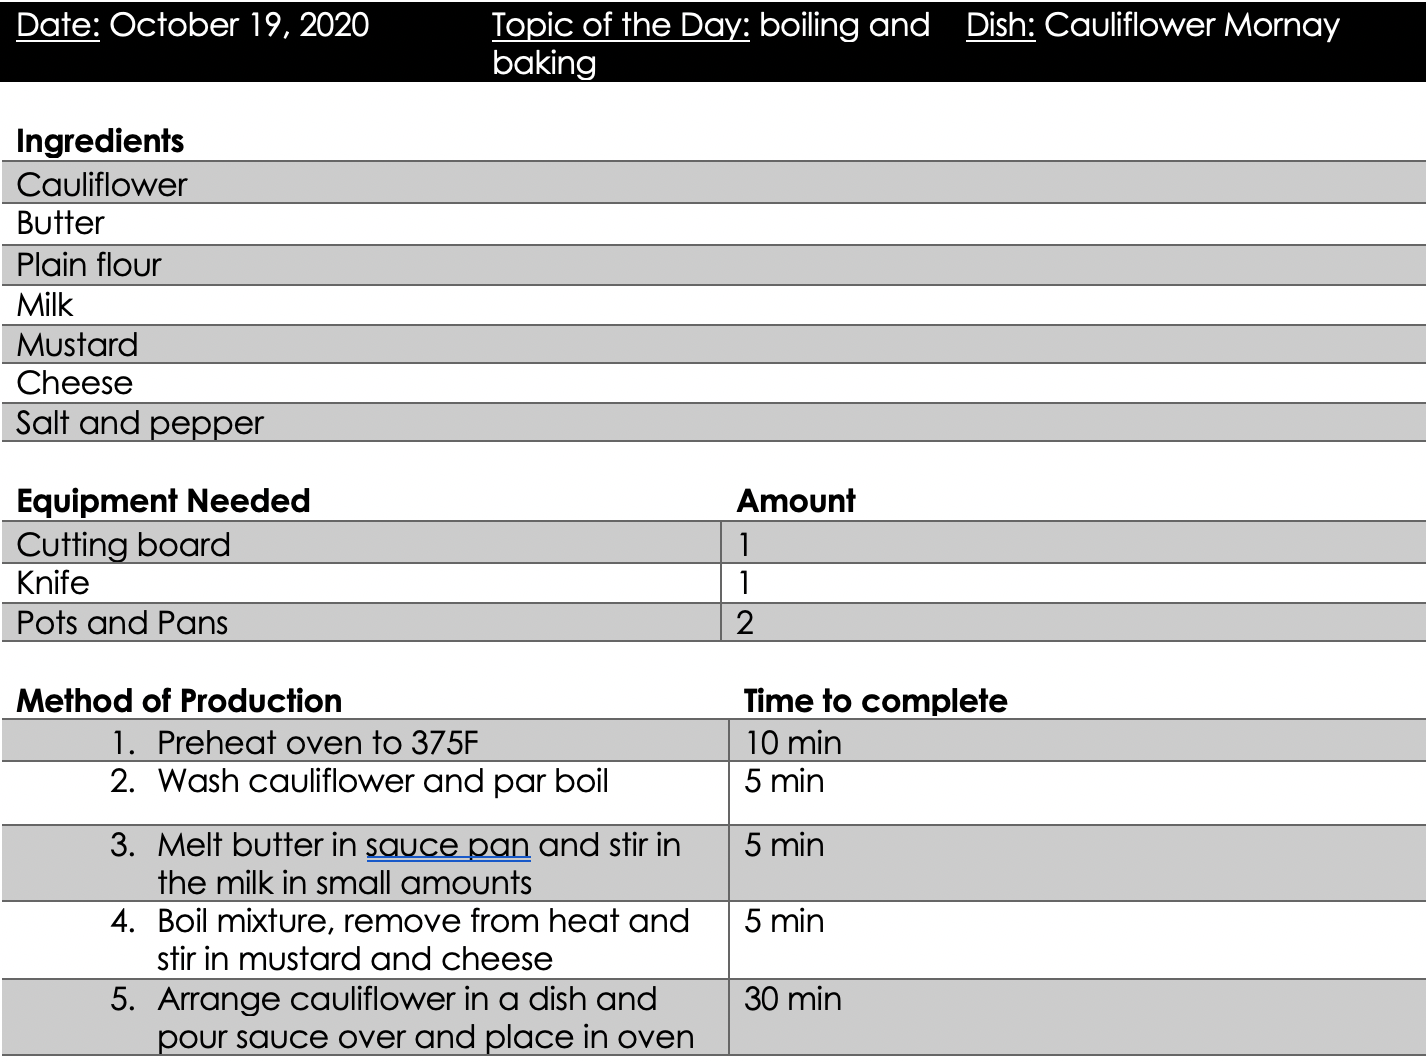 Date: October 19, 2020 Topic of the Day: boiling and Dish: Cauliflower Mornay
baking
Ingredients
Cauliflower
Butter
Plain flour
Milk
Mustard
Cheese
Salt and pepper
Equipment Needed Amount
Cutting board 1
Knife 1
Pots and Pans 2
Method of Production Time to complete
1. Preheat oven to 375F 10 min
2. Wash cauliflower and par boil 5 min
3. Melt butter in sauce pan and stir in 5 min
the milk in small amounts
4. Boil mixture, remove from heat and 5 min
stir in mustard and cheese
5. Arrange cauliflower in a dish and 30 min
pour sauce over and place in oven